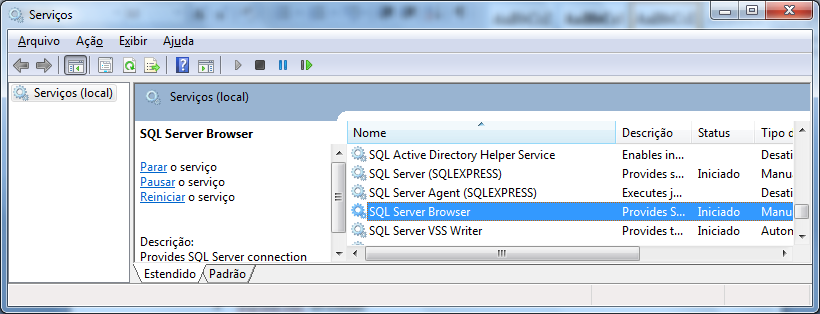 Serviços
Arquivo Ação Exibir Ajuda
Serviços (local)
Serviços (local)
SQL Server Browser
Parar o serviço
Pausar o serviço
Reiniciar o serviço
Descrição:
Provides SQL Server connection
Nome Descrição Status Tipo d
SQL Active Directory Helper Service Enables in... Desati
SQL Server (SQLEXPRESS) Provides s... Iniciado Manu
SQL Server Agent (SQLEXPRESS) Executes j... Desati
SQL Server Browser Provides S... Iniciado Manu
SQL Server VSS Writer Provides t... Iniciado Auton
Estendido Padrão